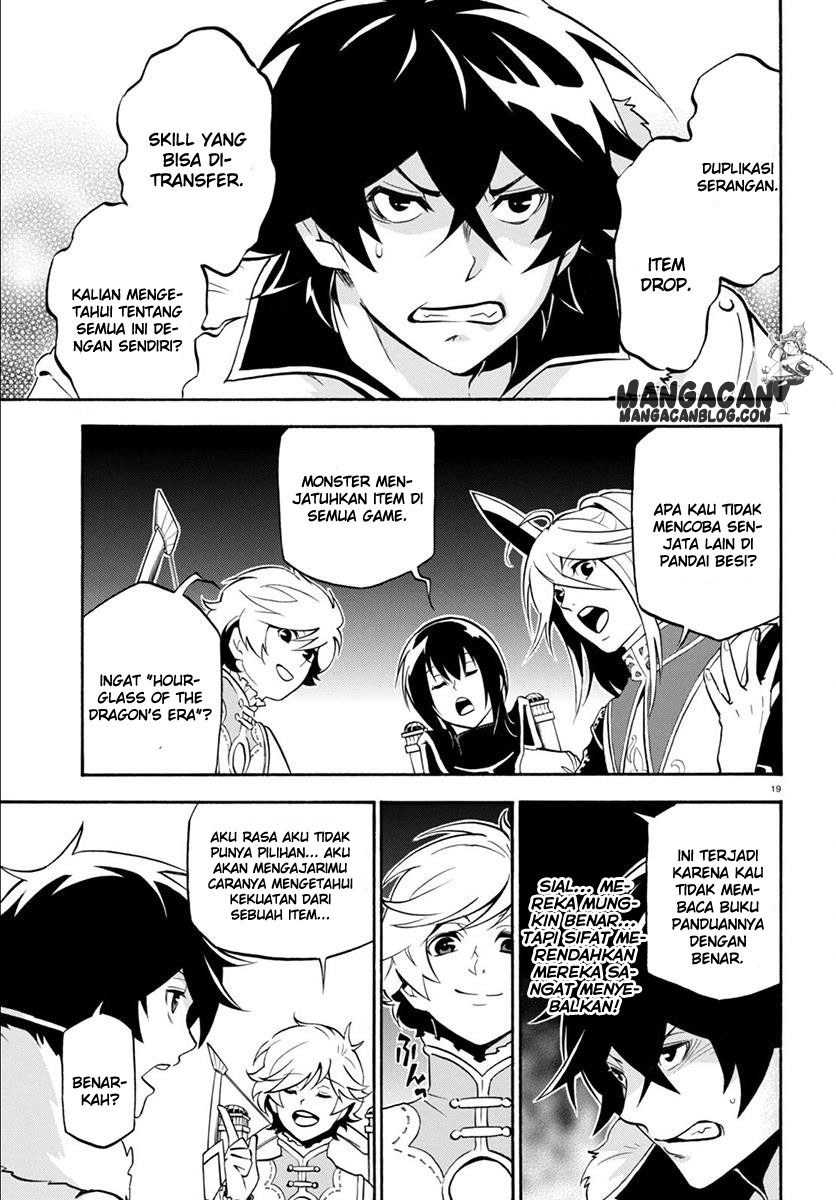 DUPLIKASI
SERANGAN.
ITEM
DROP.
SKILL YANG
BISA DI-
TRANSFER.
KALIAN MENGE-
TAHUI TENTANG
SEMUA INI DE-
NGAN SENDIRI?
MANGACAN
MANGACANBLOG.COM
APA KAU TIDAK
MENCOBA SEN-
JATA LAIN DI
PANDAI BESI?
MONSTER MEN-
JATUHKAN ITEM DI
SEMUA GAME.
INGAT "HOUR-
GLASS OF THE
DRAGON'S ERA"?
19
INI TERJADI
KARENA KAU
TIDAK MEM-
BACA BUKU
PANDUANNYA
DENGAN
BENAR.
SIAL... ME-
REKA MUNG-
KIN BENAR...
TAPI SIFAT ME-
RENDAHKAN
MEREKA SA-
NGAT MENYE-
BALKAN!
ふふん
AKU RASA AKU TIDAK
PUNYA PILIHAN... AKU
AKAN MENGAJARIMU
CARANYA MENGETAHUI
KEKUATAN DARI
SEBUAH ITEM...
BENAR-
KAH?